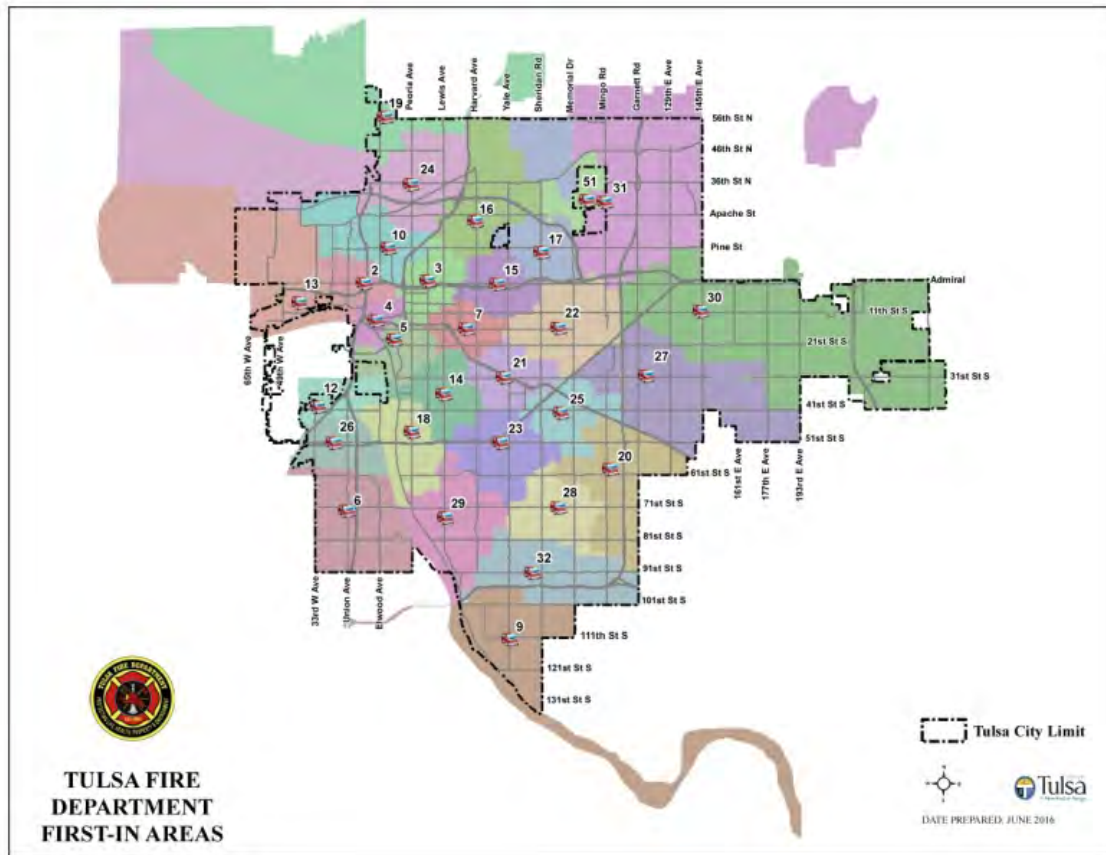 Peoria Ave
Lewis Ave
Harvard Ave
Yale Ave
Sheridan Rd
Memorial Dr
Mingo Rd
Garnett Rd
129th E Ave
145th E Ave
19
56th St N
46th St N
24
51
31
36th St N
16
Apache St
10
17
Pine St
2
3
15
Admiral
13
30
11th St S
4
5
7
22
21st St S
65th W Ave
49th W Ave
21
27
31st St S
12
14
25
41st St S
26
18
23
51st St S
20
61st St S
161st E Ave
177th E Ave
193rd E Ave
6
29
28
71st St S
81st St S
32
91st St S
33rd W Ave
Union Ave
Elwood Ave
101st St S
9
111th St S
121st St S
131st St S
TULSA FIRE DEPARTMENT
TULSA FIRE
DEPARTMENT
FIRST-IN AREAS
Tulsa City Limit
Tulsa
DATE PREPARED: JUNE 2016